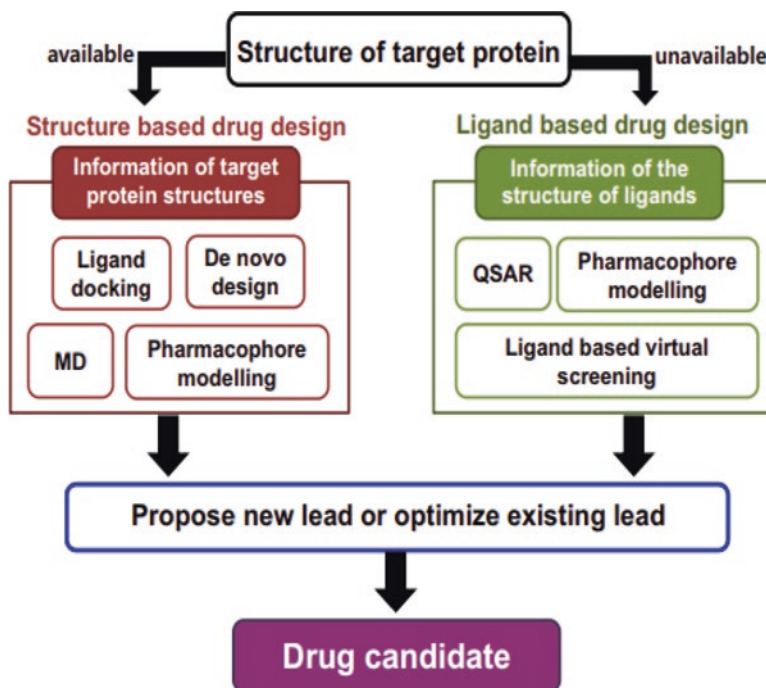 Structure of target protein
available
unavailable
Structure based drug design
Information of target
protein structures
Ligand
docking
De novo
design
MD
Pharmacophore
modelling
Ligand based drug design
Information of the
structure of ligands
QSAR
Pharmacophore
modelling
Ligand based virtual
screening
Propose new lead or optimize existing lead
Drug candidate